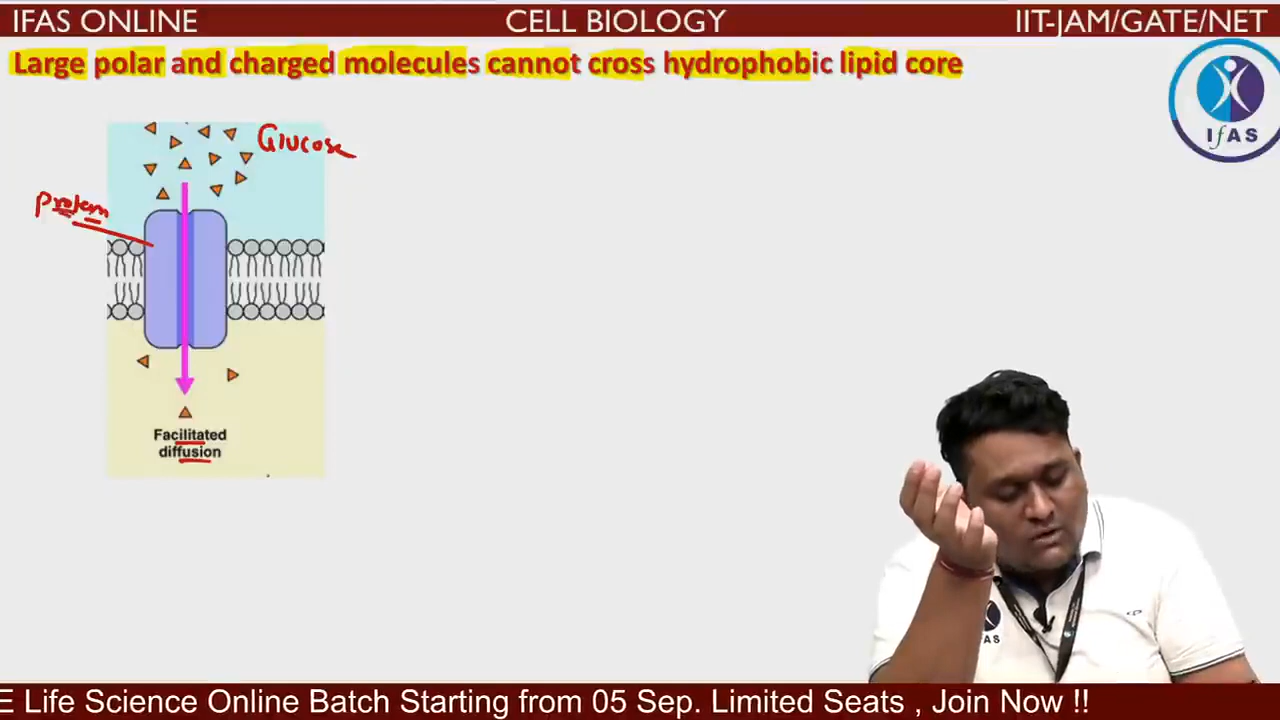 IFAS ONLINE CELL BIOLOGY IIT-JAM/GATE/NET
Large polar and charged molecules cannot cross hydrophobic lipid core
IfAS
Glucose
Protein
Facilitated
diffusion
AS
E Life Science Online Batch Starting from 05 Sep. Limited Seats , Join Now !!